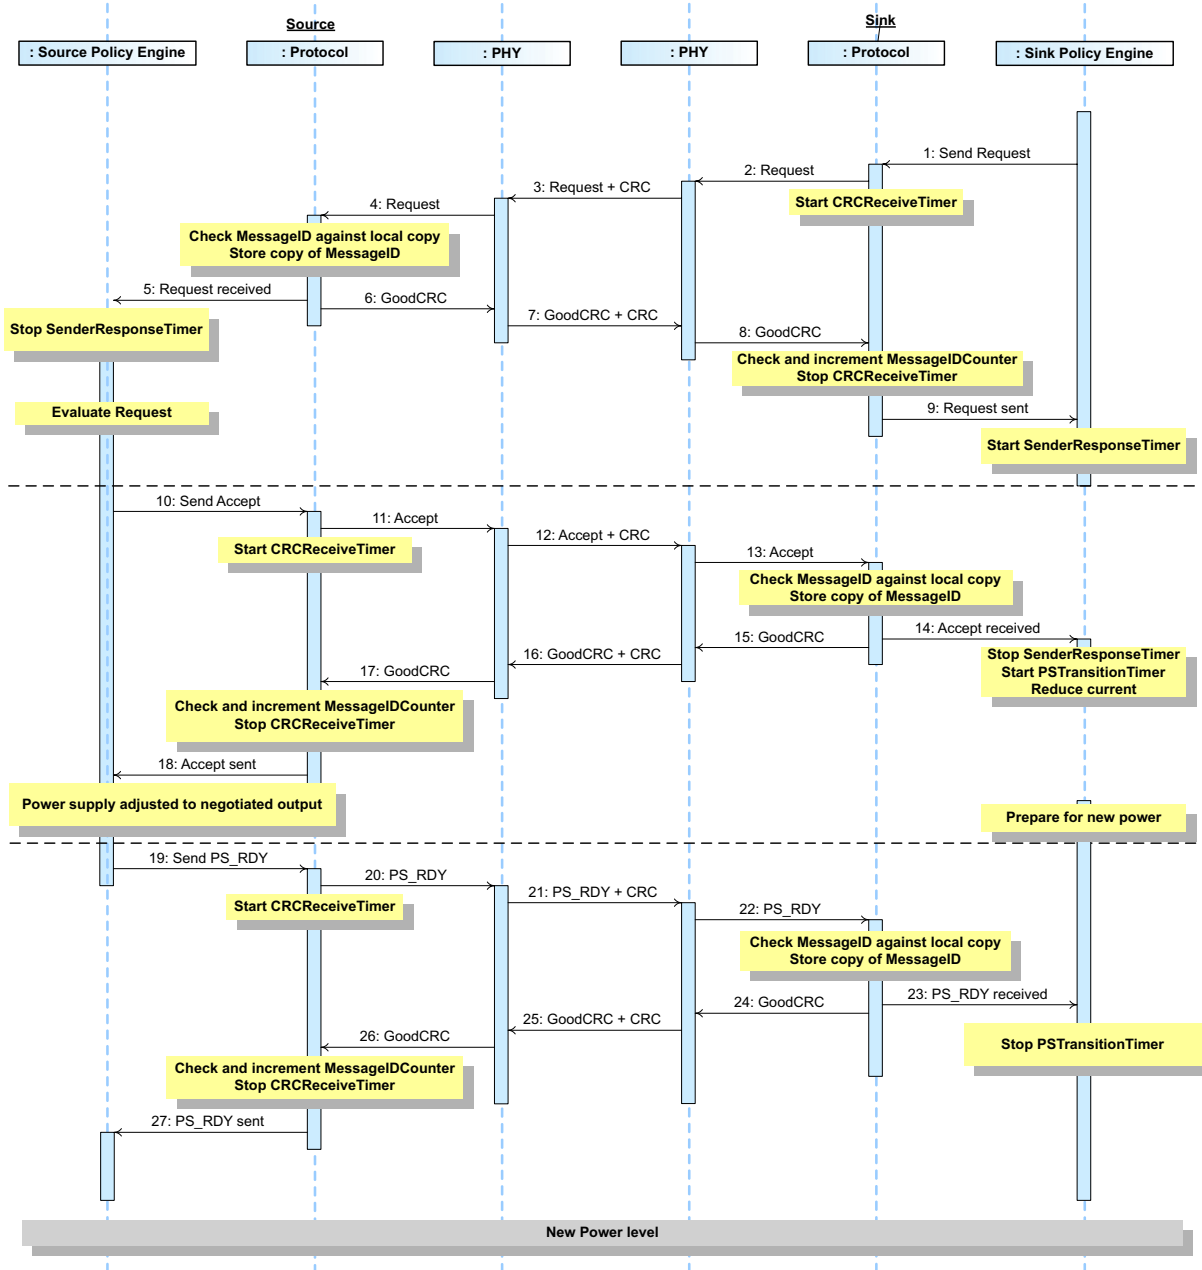 Source
Sink
: Source Policy Engine
: Protocol
: PHY
: PHY
: Protocol
: Sink Policy Engine
1: Send Request
2: Request
3: Request + CRC
Start CRCReceiveTimer
4: Request
Check MessageID against local copy
Store copy of MessageID
5: Request received
6: GoodCRC
7: GoodCRC + CRC
Stop SenderResponseTimer
8: GoodCRC
Check and increment MessageIDCounter
Stop CRCReceiveTimer
Evaluate Request
9: Request sent
Start SenderResponseTimer
10: Send Accept
11: Accept
12: Accept + CRC
Start CRCReceiveTimer
13: Accept
Check MessageID against local copy
Store copy of MessageID
14: Accept received
15: GoodCRC
16: GoodCRC + CRC
Stop SenderResponseTimer
Start PSTransitionTimer
Reduce current
17: GoodCRC
Check and increment MessageIDCounter
Stop CRCReceiveTimer
18: Accept sent
Power supply adjusted to negotiated output
Prepare for new power
19: Send PS_RDY
20: PS_RDY
21: PS_RDY + CRC
Start CRCReceiveTimer
22: PS_RDY
Check MessageID against local copy
Store copy of MessageID
23: PS_RDY received
24: GoodCRC
25: GoodCRC + CRC
26: GoodCRC
Stop PSTransitionTimer
Check and increment MessageIDCounter
Stop CRCReceiveTimer
27: PS_RDY sent
New Power level